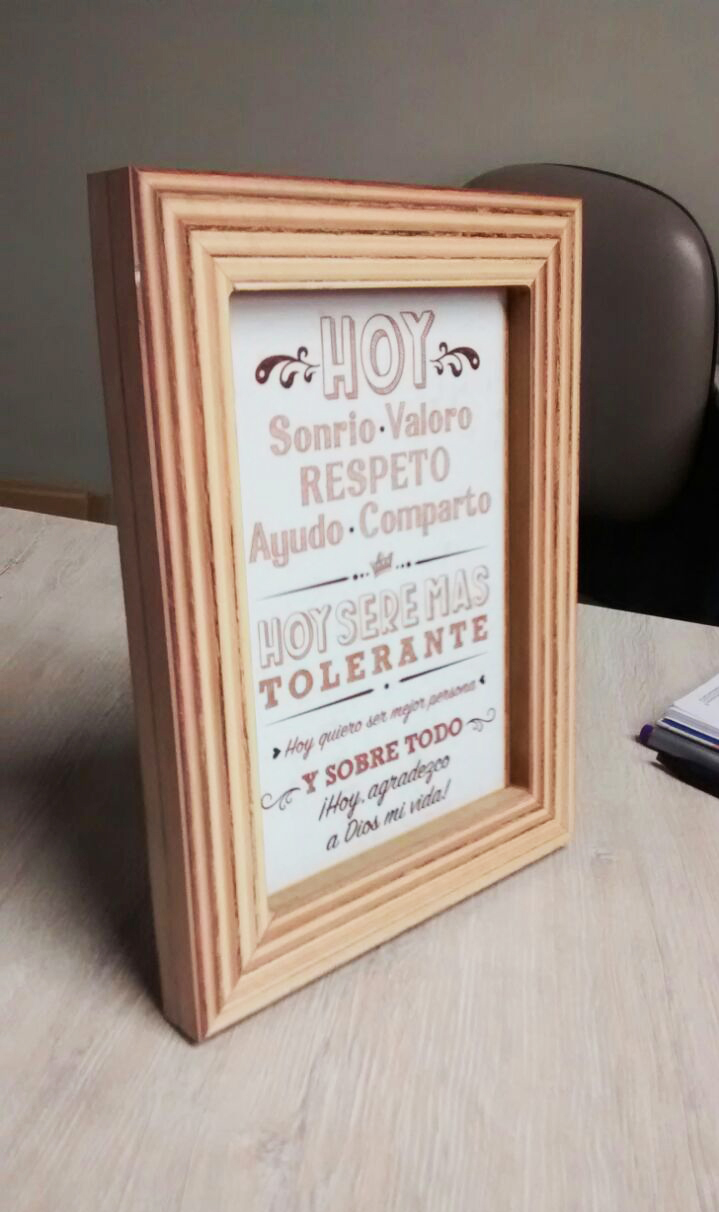 HOY
Sonrio · Valoro
RESPETO
Ayudo · Comparto
HOY SERE MAS
TOLERANTE
Hoy quiero ser mejor persona
Y SOBRE TODO
¡Hoy, agradezco
a Dios mi vida!